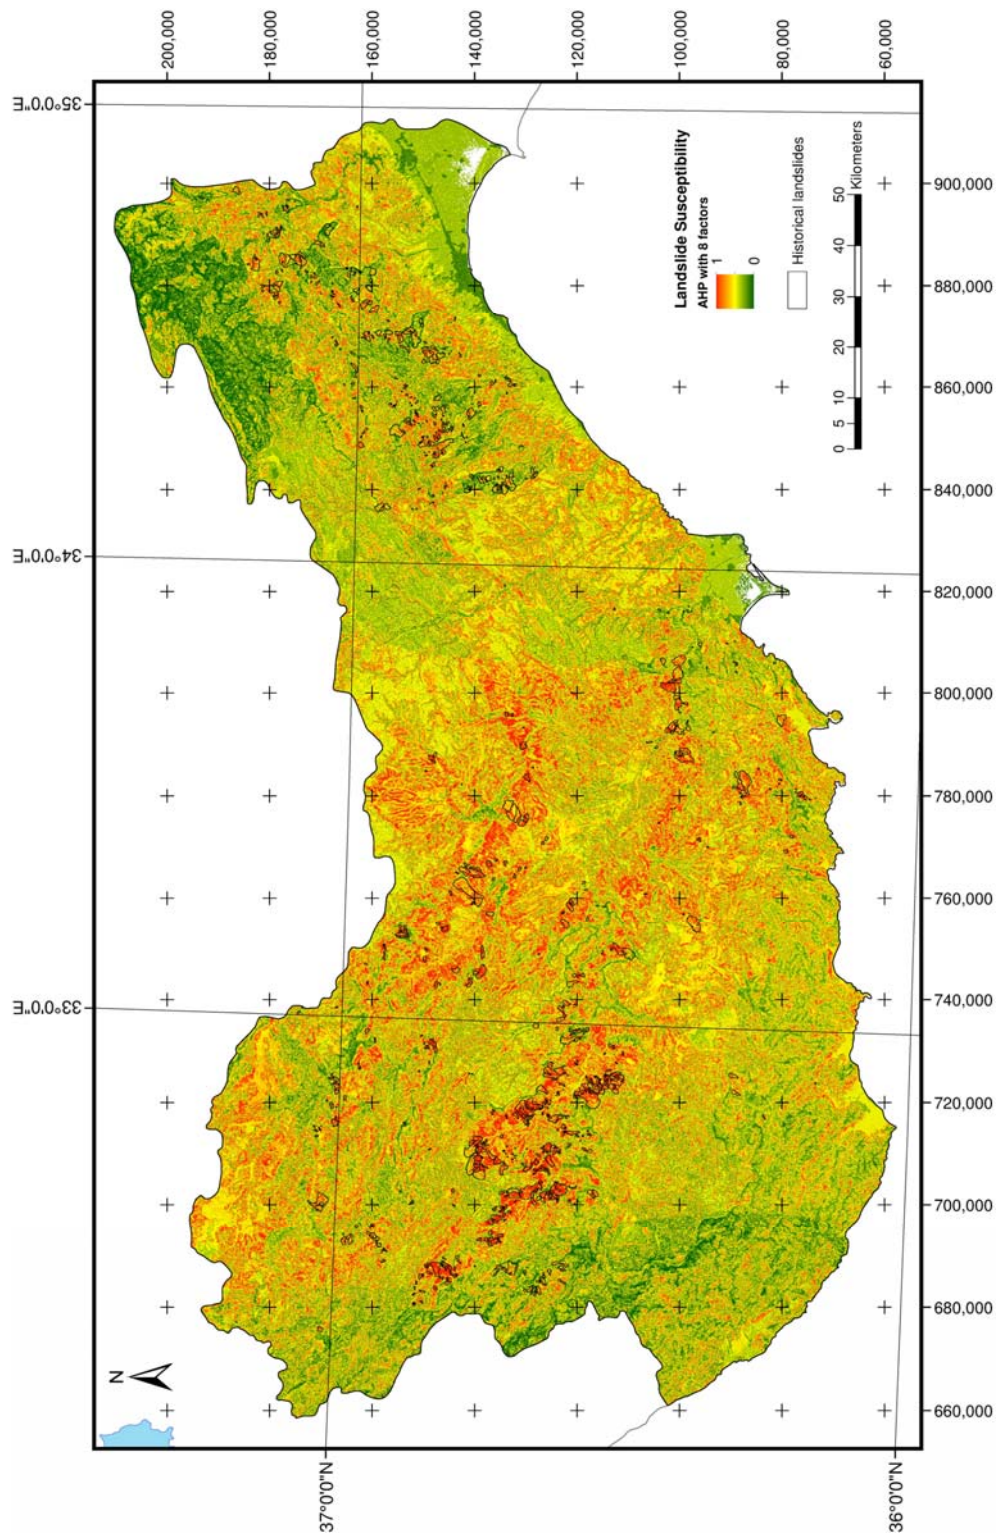 200,000
180,000
160,000
140,000
120,000
100,000
80,000
60,000
35°0'0"E
34°0'0"E
33°0'0"E
900,000
880,000
860,000
840,000
820,000
800,000
780,000
760,000
740,000
720,000
700,000
680,000
660,000
Landslide Susceptibility
AHP with 8 factors
1
0
Historical landslides
0 5 10 20 30 40 50
Kilometers
N
37°0'0"N
36°0'0"N